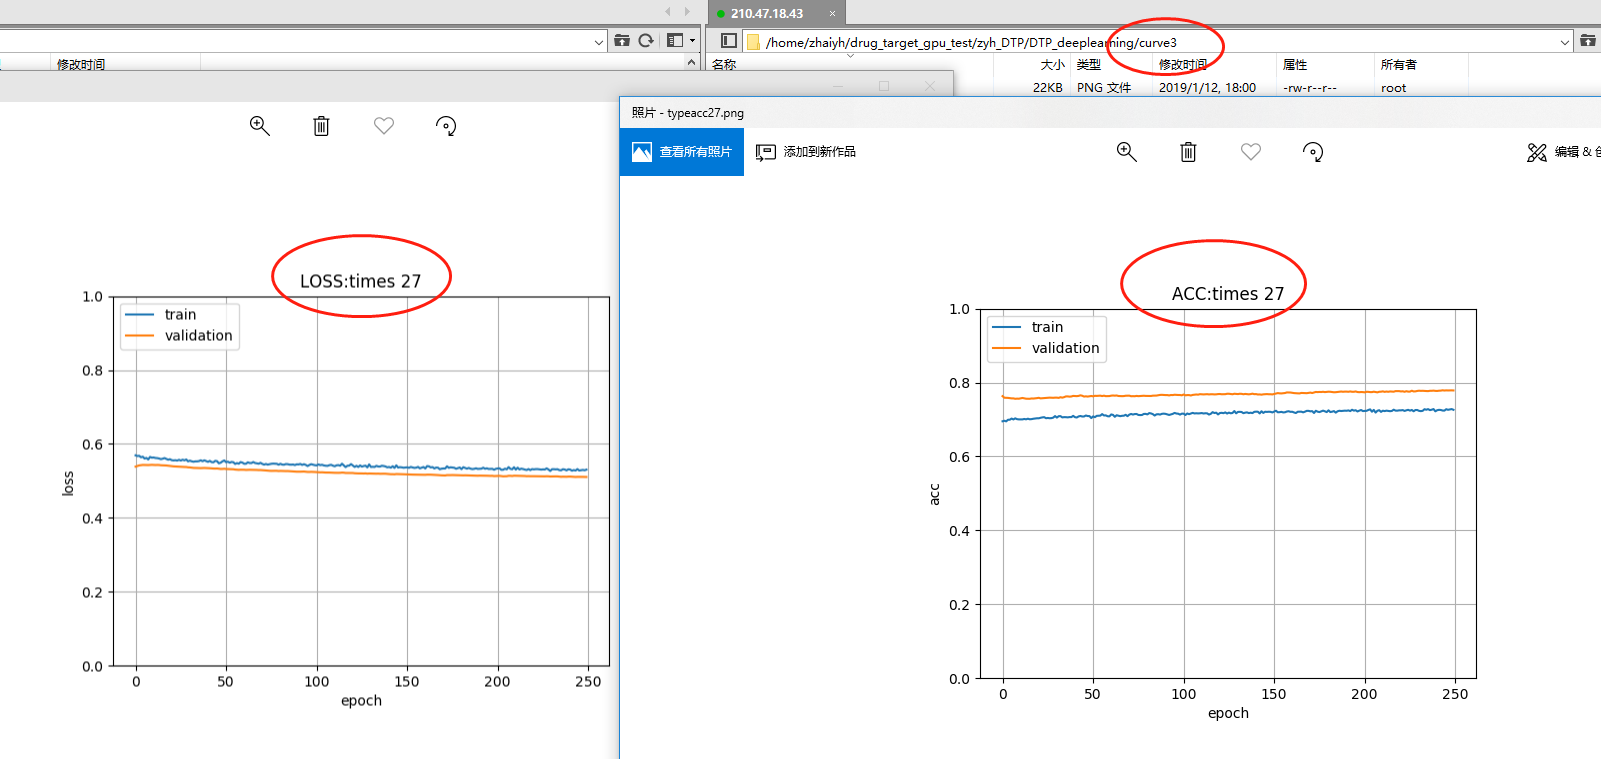 210.47.18.43 ×
/home/zhaiyh/drug_target_gpu_test/zyh_DTP/DTP_deeplearning/curve3
修改时间
名称 大小 类型 修改时间 属性 所有者
22KB PNG 文件 2019/1/12, 18:00 -rw-r--r-- root
照片 - typeacc27.png
查看所有照片 添加到新作品 编辑 &
LOSS:times 27
train
validation
1.0
0.8
0.6
0.4
0.2
0.0
loss
0 50 100 150 200 250
epoch
ACC:times 27
train
validation
1.0
0.8
0.6
0.4
0.2
0.0
acc
0 50 100 150 200 250
epoch